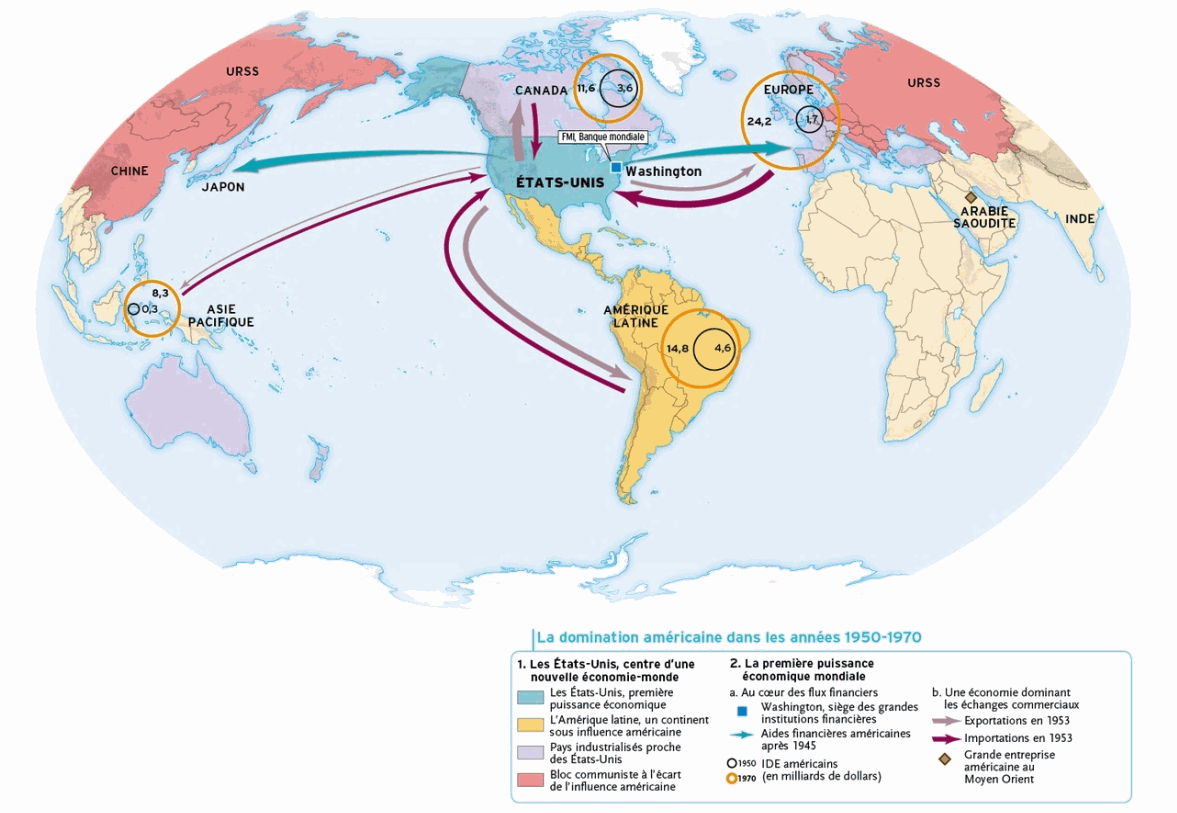 URSS
CANADA
11,6
3,6
EUROPE
24,2
1,7
URSS
FMI, Banque mondiale
CHINE
JAPON
ÉTATS-UNIS
Washington
ARABIE
SAOUDITE
INDE
8,3
0,3
ASIE
PACIFIQUE
AMÉRIQUE
LATINE
14,8
4,6
La domination américaine dans les années 1950-1970
1. Les États-Unis, centre d'une
nouvelle économie-monde
Les États-Unis, première
puissance économique
L'Amérique latine, un continent
sous influence américaine
Pays industrialisés proche
des États-Unis
Bloc communiste à l'écart
de l'influence américaine
2. La première puissance
économique mondiale
a. Au cœur des flux financiers
Washington, siège des grandes
institutions financières
Aides financières américaines
après 1945
1950 IDE américains
1970 (en milliards de dollars)
b. Une économie dominant
les échanges commerciaux
Exportations en 1953
Importations en 1953
Grande entreprise
américaine au
Moyen Orient